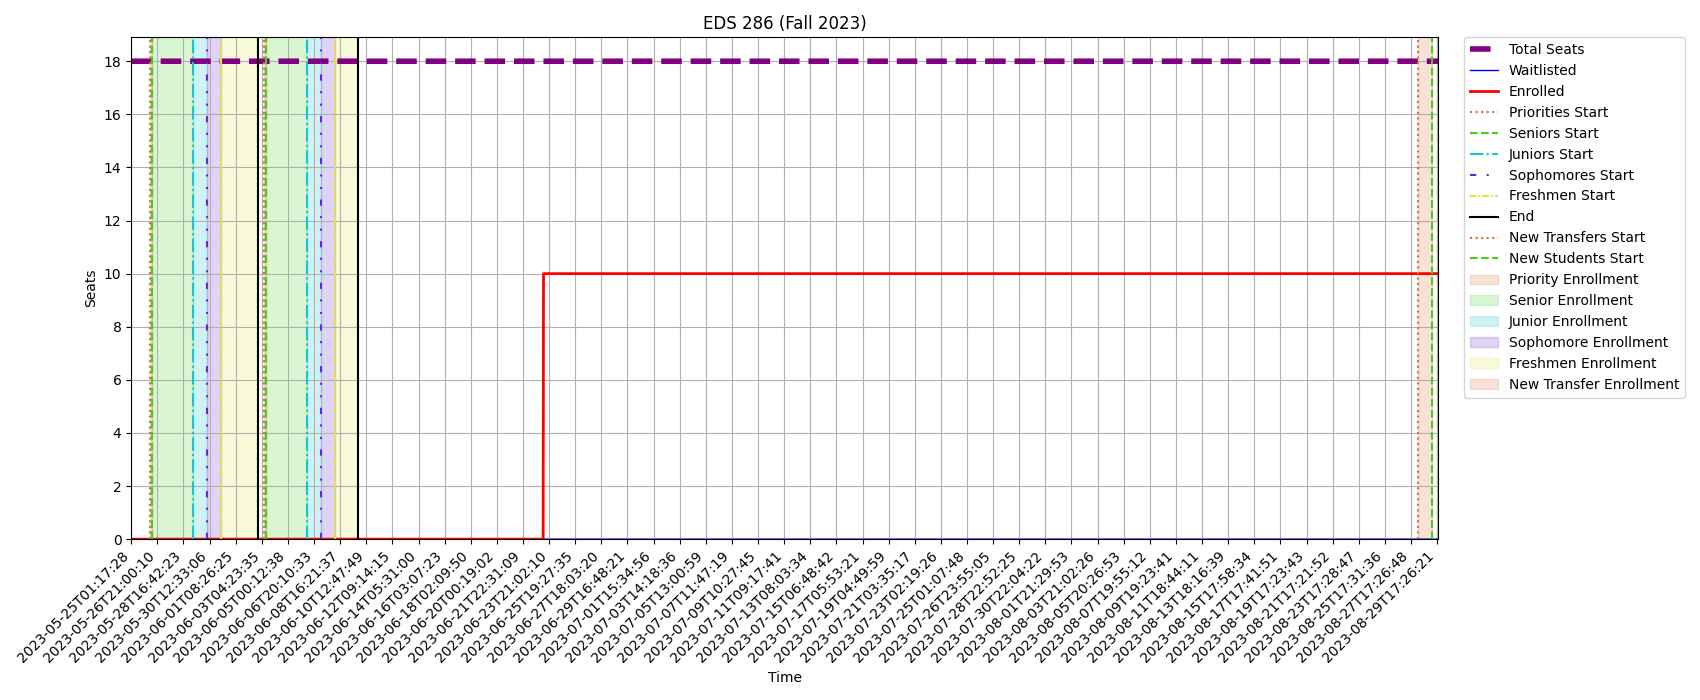 EDS 286 (Fall 2023)
Seats
18
16
14
12
10
8
6
4
2
0
2023-05-25T01:17:28
2023-05-26T21:00:10
2023-05-28T16:42:23
2023-05-30T12:33:06
2023-06-01T08:26:25
2023-06-03T04:23:35
2023-06-05T00:12:38
2023-06-06T20:10:33
2023-06-08T16:21:37
2023-06-10T12:47:49
2023-06-12T09:14:15
2023-06-14T05:31:00
2023-06-16T03:07:23
2023-06-18T02:09:50
2023-06-20T00:19:02
2023-06-21T22:31:09
2023-06-23T21:02:10
2023-06-25T19:27:35
2023-06-27T18:03:20
2023-06-29T16:48:21
2023-07-01T15:34:56
2023-07-03T14:18:36
2023-07-05T13:00:59
2023-07-07T11:47:19
2023-07-09T10:27:45
2023-07-11T09:17:41
2023-07-13T08:03:34
2023-07-15T06:48:42
2023-07-17T05:53:21
2023-07-19T04:49:59
2023-07-21T03:35:17
2023-07-23T02:19:26
2023-07-25T01:07:48
2023-07-26T23:55:05
2023-07-28T22:52:25
2023-07-30T22:04:22
2023-08-01T21:29:53
2023-08-03T21:02:26
2023-08-05T20:26:53
2023-08-07T19:55:12
2023-08-09T19:23:41
2023-08-11T18:44:11
2023-08-13T18:16:39
2023-08-15T17:58:34
2023-08-17T17:41:51
2023-08-19T17:23:43
2023-08-21T17:21:52
2023-08-23T17:28:47
2023-08-25T17:31:36
2023-08-27T17:26:48
2023-08-29T17:26:21
Time
Total Seats
Waitlisted
Enrolled
Priorities Start
Seniors Start
Juniors Start
Sophomores Start
Freshmen Start
End
New Transfers Start
New Students Start
Priority Enrollment
Senior Enrollment
Junior Enrollment
Sophomore Enrollment
Freshmen Enrollment
New Transfer Enrollment